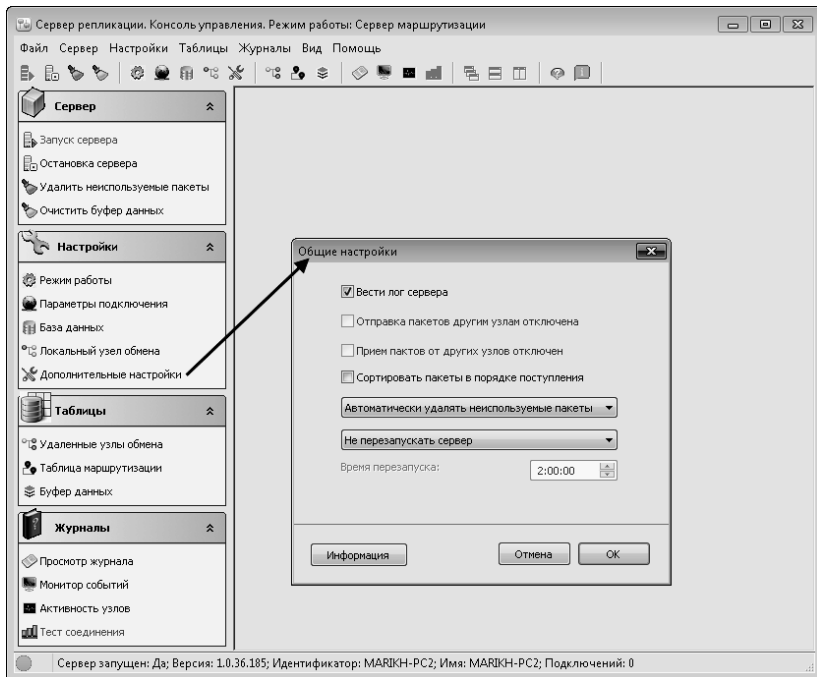 Сервер репликации. Консоль управления. Режим работы: Сервер маршрутизации
Файл Сервер Настройки Таблицы Журналы Вид Помощь
Сервер
Запуск сервера
Остановка сервера
Удалить неиспользуемые пакеты
Очистить буфер данных
Настройки
Режим работы
Параметры подключения
База данных
Локальный узел обмена
Дополнительные настройки
Таблицы
Удаленные узлы обмена
Таблица маршрутизации
Буфер данных
Журналы
Просмотр журнала
Монитор событий
Активность узлов
Тест соединения
Общие настройки
Вести лог сервера
Отправка пакетов другим узлам отключена
Прием пактов от других узлов отключен
Сортировать пакеты в порядке поступления
Автоматически удалять неиспользуемые пакеты
Не перезапускать сервер
Время перезапуска: 2:00:00
Информация Отмена ОК
Сервер запущен: Да; Версия: 1.0.36.185; Идентификатор: MARIKH-PC2; Имя: MARIKH-PC2; Подключений: 0